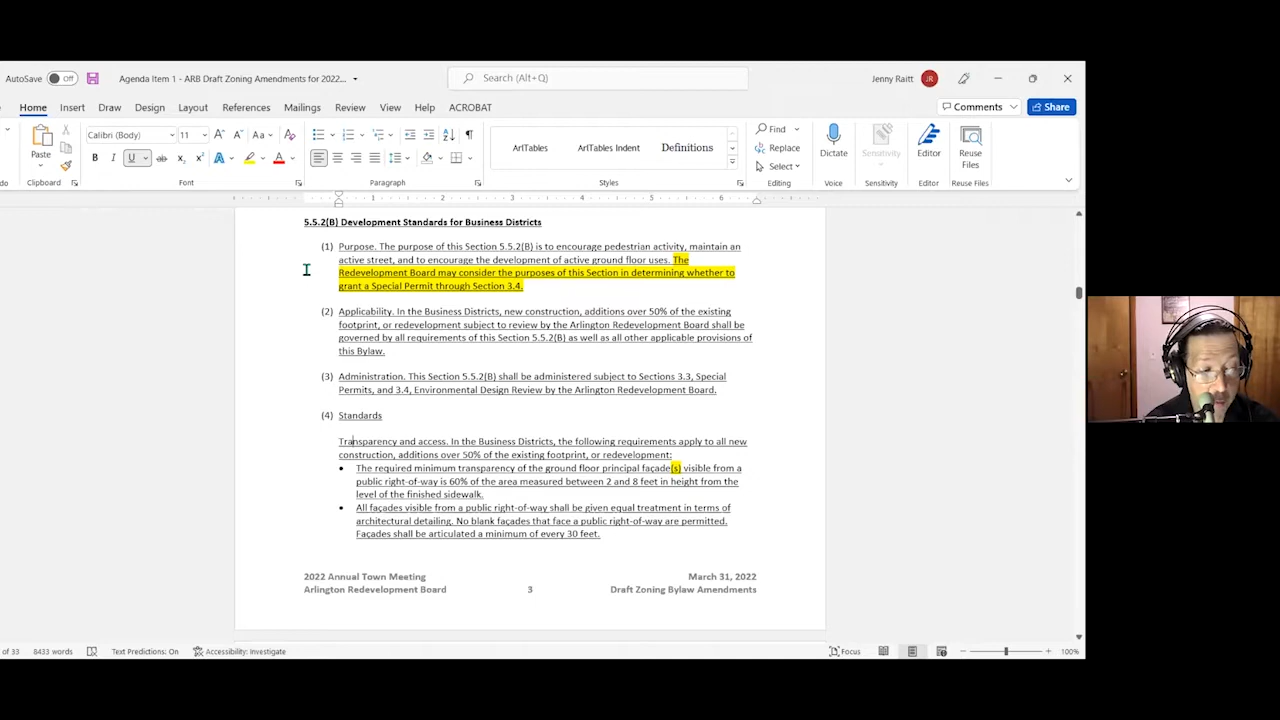 AutoSave Off Agenda Item 1 - ARB Draft Zoning Amendments for 2022... Search (Alt+Q) Jenny Raitt JR
Home Insert Draw Design Layout References Mailings Review View Help ACROBAT Comments Share
Calibri (Body) 11 Aa Find
Paste ArtTables ArtTables Indent Definitions Replace Dictate Sensitivity Editor Reuse Files
B I U ab x₂ x² A A Select
Clipboard Font Paragraph Styles Editing Voice Sensitivity Editor Reuse Files
1 2 3 4 5 6
5.5.2(B) Development Standards for Business Districts
(1) Purpose. The purpose of this Section 5.5.2(B) is to encourage pedestrian activity, maintain an
active street, and to encourage the development of active ground floor uses. The
Redevelopment Board may consider the purposes of this Section in determining whether to
grant a Special Permit through Section 3.4.
(2) Applicability. In the Business Districts, new construction, additions over 50% of the existing
footprint, or redevelopment subject to review by the Arlington Redevelopment Board shall be
governed by all requirements of this Section 5.5.2(B) as well as all other applicable provisions of
this Bylaw.
(3) Administration. This Section 5.5.2(B) shall be administered subject to Sections 3.3, Special
Permits, and 3.4, Environmental Design Review by the Arlington Redevelopment Board.
(4) Standards
Transparency and access. In the Business Districts, the following requirements apply to all new
construction, additions over 50% of the existing footprint, or redevelopment:
• The required minimum transparency of the ground floor principal façade(s) visible from a
public right-of-way is 60% of the area measured between 2 and 8 feet in height from the
level of the finished sidewalk.
• All façades visible from a public right-of-way shall be given equal treatment in terms of
architectural detailing. No blank façades that face a public right-of-way are permitted.
Façades shall be articulated a minimum of every 30 feet.
2022 Annual Town Meeting March 31, 2022
Arlington Redevelopment Board 3 Draft Zoning Bylaw Amendments
of 33 8433 words Text Predictions: On Accessibility: Investigate Focus 100%